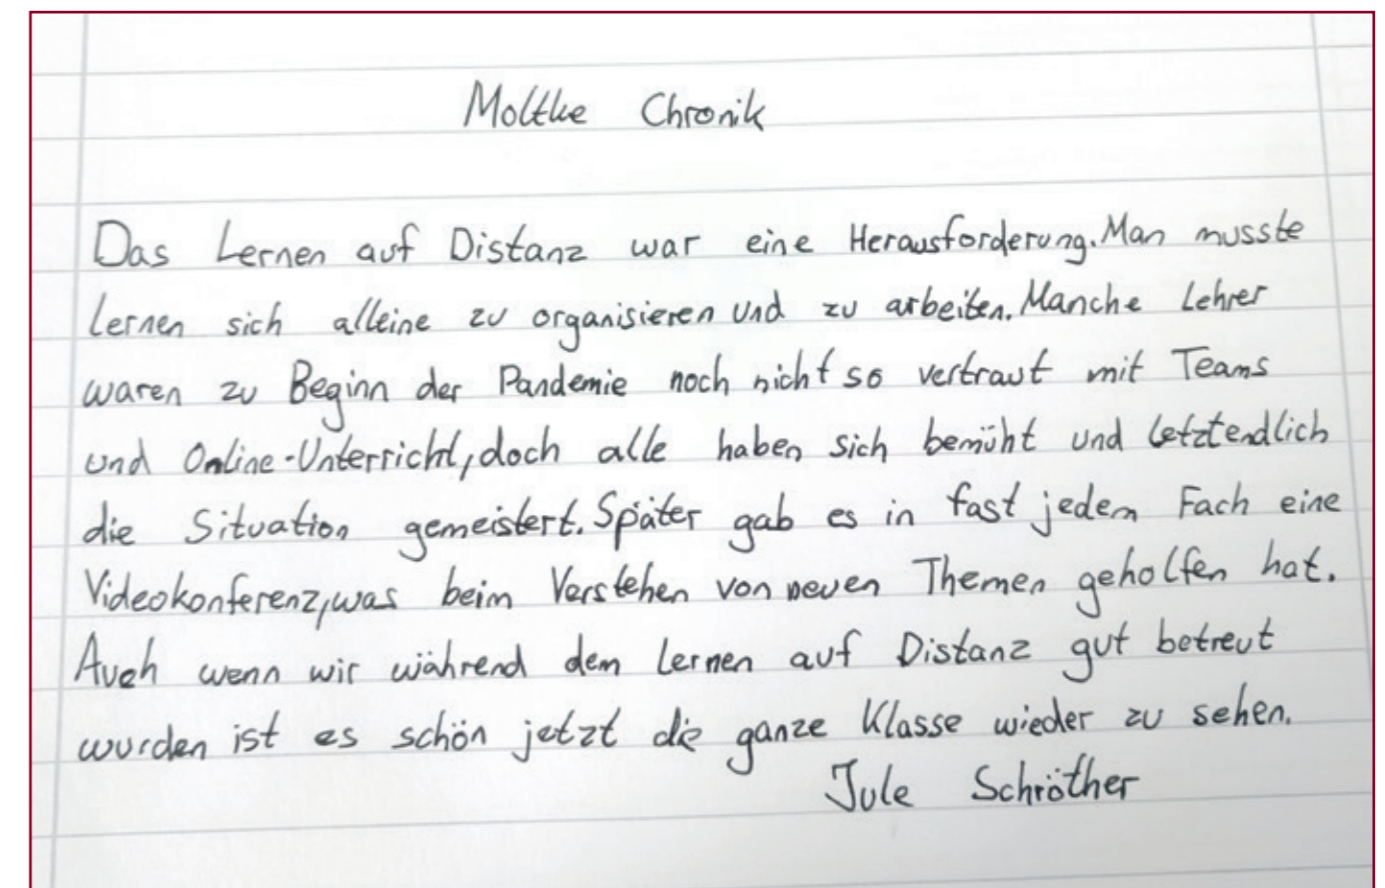 Moltke Chronik
Das Lernen auf Distanz war eine Herausforderung. Man musste
lernen sich alleine zu organisieren und zu arbeiten. Manche Lehrer
waren zu Beginn der Pandemie noch nicht so vertraut mit Teams
und Online-Unterricht, doch alle haben sich bemüht und letztendlich
die Situation gemeistert. Später gab es in fast jedem Fach eine
Videokonferenz, was beim Verstehen von neuen Themen geholfen hat.
Auch wenn wir während dem Lernen auf Distanz gut betreut
wurden ist es schön jetzt die ganze Klasse wieder zu sehen.
Jule Schröther